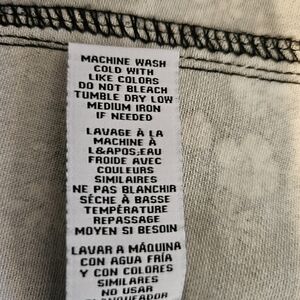 MACHINE WASH
COLD WITH
LIKE COLORS
DO NOT BLEACH
TUMBLE DRY LOW
MEDIUM IRON
IF NEEDED
LAVAGE À LA
MACHINE À
L&APOS;EAU
FROIDE AVEC
COULEURS
SIMILAIRES
NE PAS BLANCHIR
SÈCHE À BASSE
TEMPÉRATURE
REPASSAGE
MOYEN SI BESOIN
LAVAR A MÁQUINA
CON AGUA FRÍA
Y CON COLORES
SIMILARES
NO USAR
BLANQUEADOR